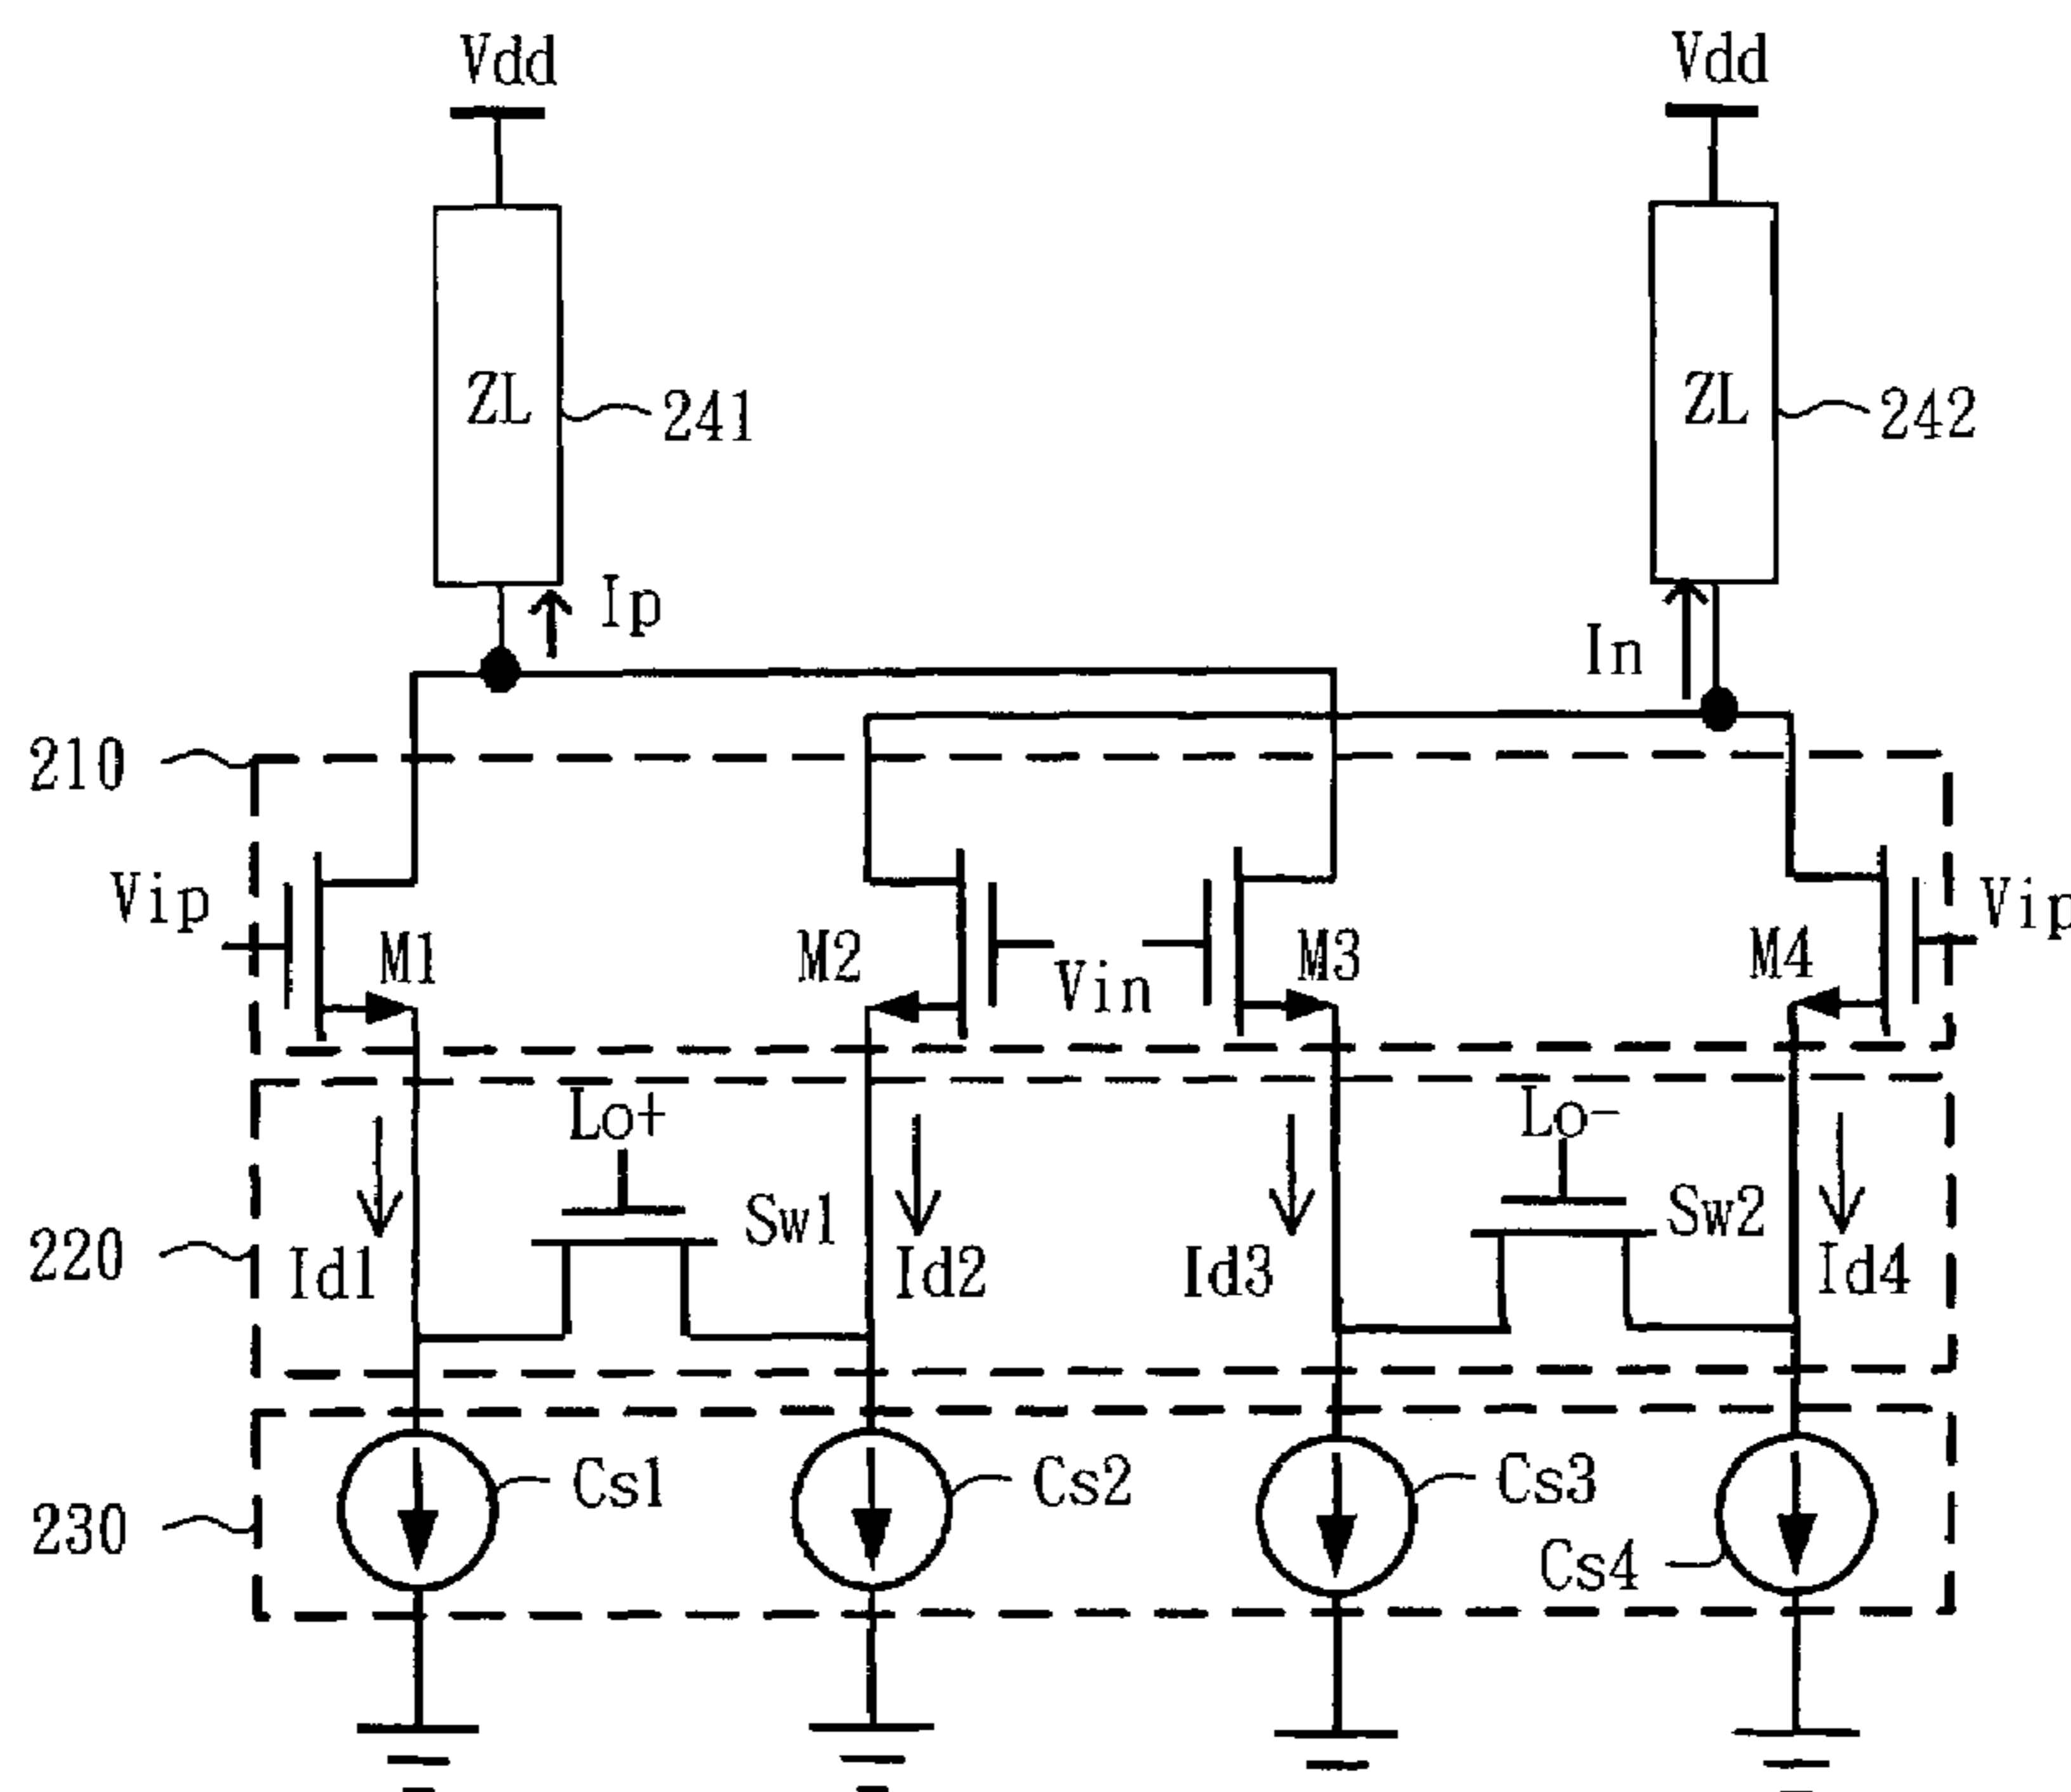 Vdd Vdd
ZL 241 ZL 242
Ip In
210
Vip M1 M2 Vin M3 M4 Vip
Lo+ Lo-
220 Id1 Sw1 Id2 Id3 Sw2 Id4
230 Cs1 Cs2 Cs3 Cs4